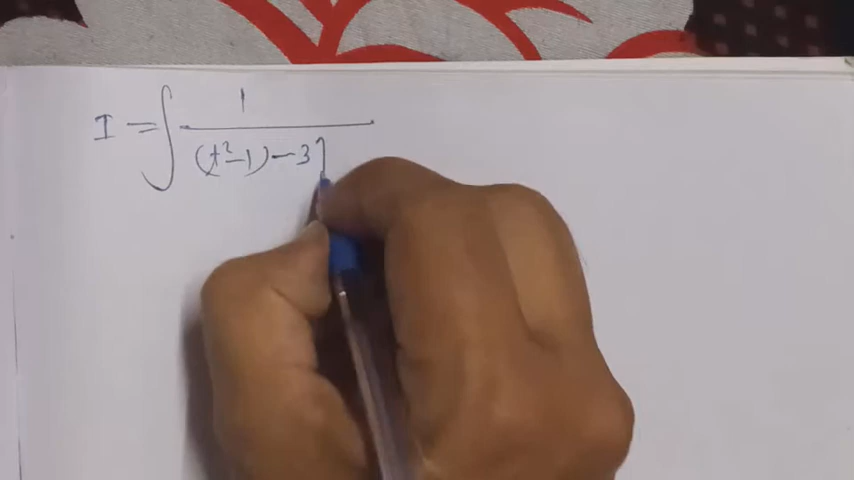 I = ∫ 1
(t²-1)-3